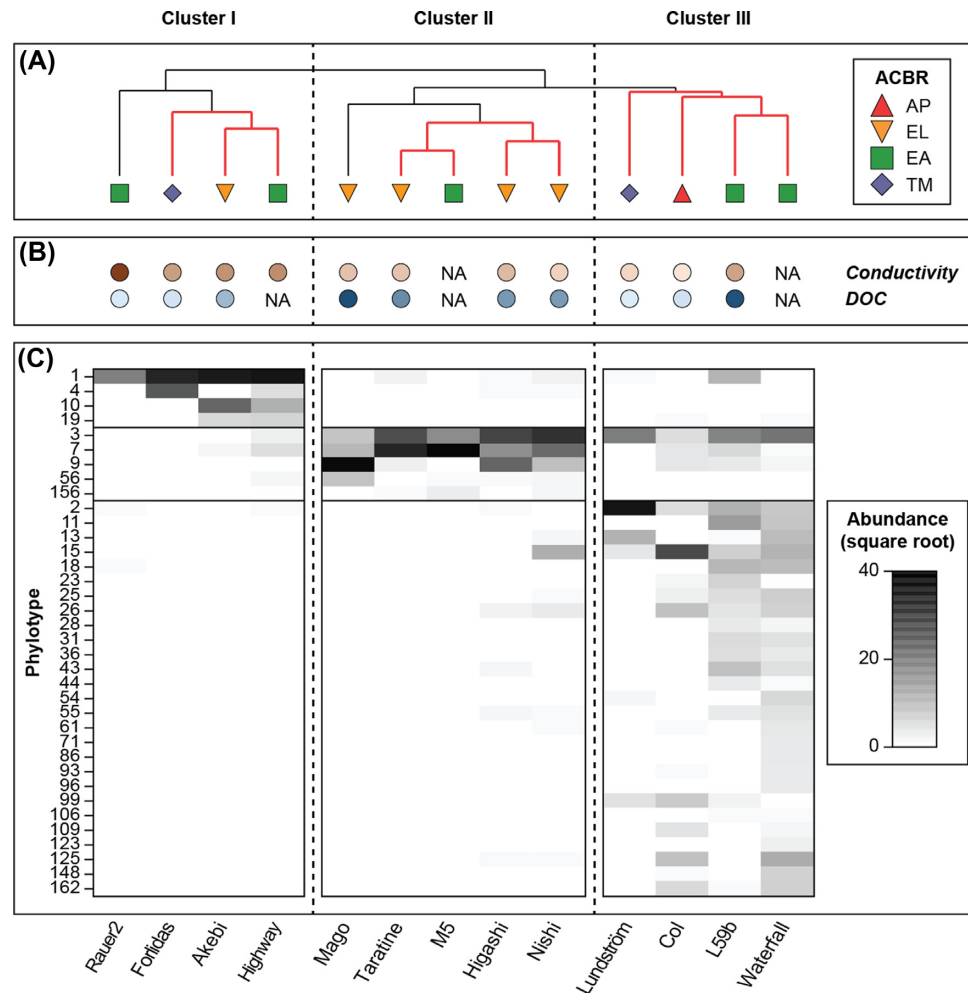 Cluster I Cluster II Cluster III
(A)
ACBR
AP
EL
EA
TM
(B)
NA Conductivity
NA NA NA DOC
NA
(C)
Phylotype
1
4
10
19
3
7
9
56
156
2
11
13
15
18
23
25
26
28
31
36
43
44
54
55
61
71
86
93
96
99
106
109
123
125
148
162
Abundance
(square root)
40
20
0
Rauer2
Forlidas
Akebi
Highway
Mago
Taratine
M5
Higashi
Nishi
Lundström
Col
L59b
Waterfall